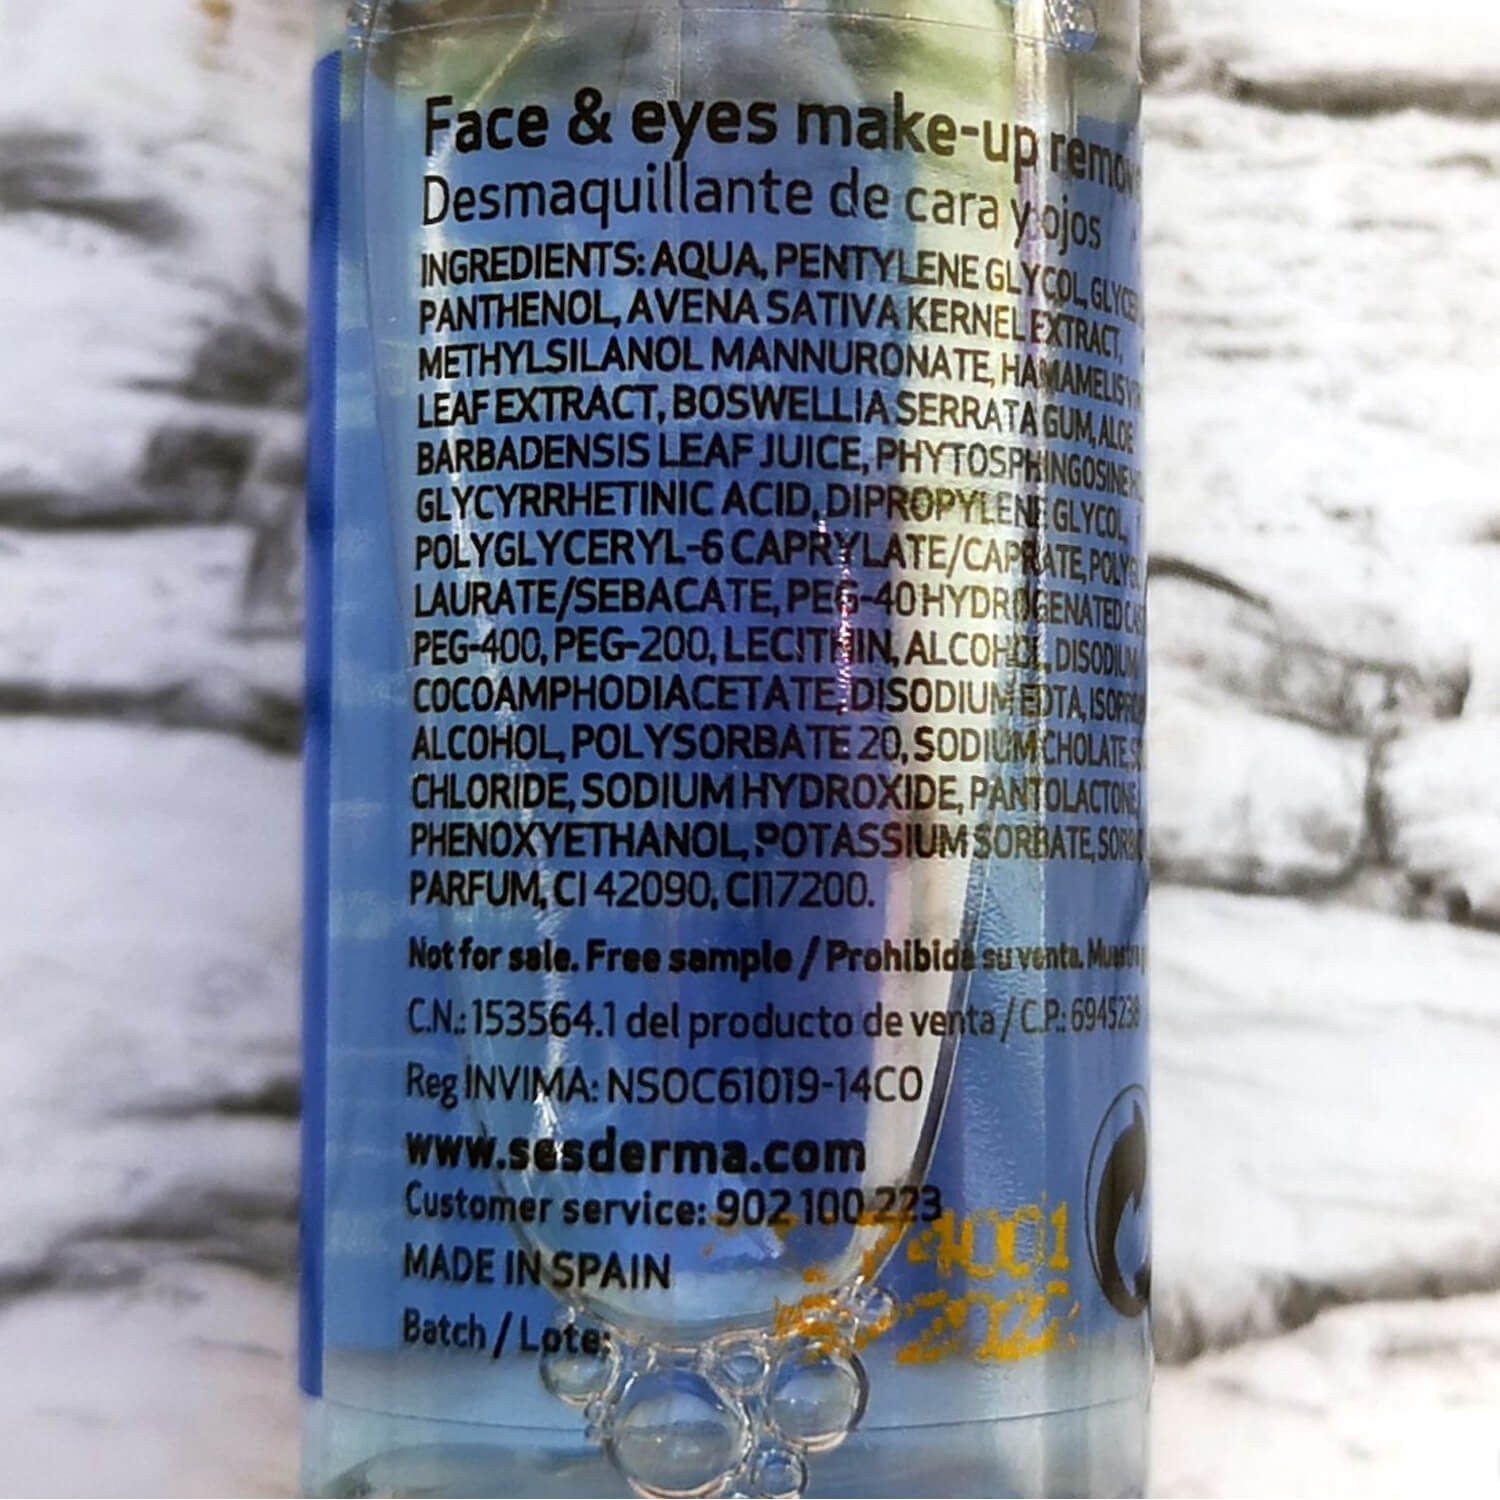 Face & eyes make-up
Desmaquillante de cara y ojos
INGREDIENTS: AQUA, PENTYLENE GLYCOL,
PANTHENOL, AVENA SATIVA KERNEL EXTRACT,
METHYLSILANOL MANNURONATE, HAMAMELIS
LEAF EXTRACT, BOSWELLIA SERRATA GUM, ALOE
BARBADENSIS LEAF JUICE, PHYTOSPHINGOSINE
GLYCYRRHETINIC ACID, DIPROPYLENE GLYCOL,
POLYGLYCERYL-6 CAPRYLATE/CAPRATE,
LAURATE/SEBACATE, PEG-40 HYDROGENATED
PEG-400, PEG-200, LECITHIN, ALCOHOL, DISODIUM
COCOAMPHODIACETATE, DISODIUM EDTA,
ALCOHOL, POLYSORBATE 20, SODIUM CHOLATE,
CHLORIDE, SODIUM HYDROXIDE, PANTOLACTONE,
PHENOXYETHANOL, POTASSIUM SORBATE,
PARFUM, CI 42090, CI17200.
Not for sale. Free sample / Prohibida su venta.
C.N.: 153564.1 del producto de venta / C.P.:
Reg INVIMA: NSOC61019-14CO
www.sesderma.com
Customer service: 902 100 223
MADE IN SPAIN
Batch / Lote: